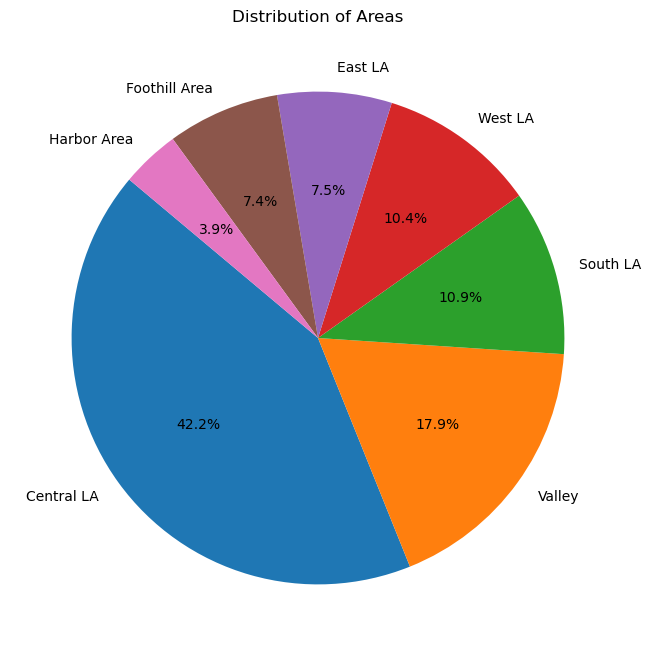 Distribution of Areas
East LA
Foothill Area
West LA
Harbor Area
7.5%
7.4%
10.4%
3.9%
South LA
10.9%
42.2%
17.9%
Central LA
Valley